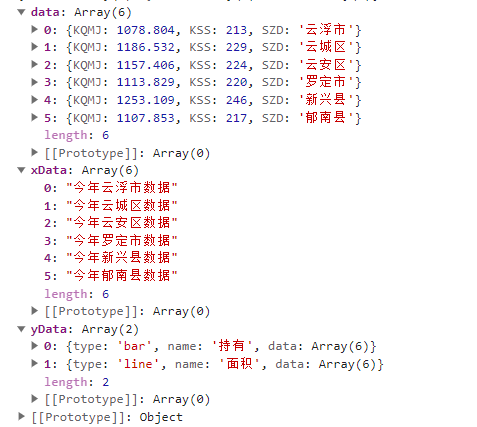 data: Array(6)
0: {KQMJ: 1078.804, KSS: 213, SZD: '云浮市'}
1: {KQMJ: 1186.532, KSS: 229, SZD: '云城区'}
2: {KQMJ: 1157.406, KSS: 224, SZD: '云安区'}
3: {KQMJ: 1113.829, KSS: 220, SZD: '罗定市'}
4: {KQMJ: 1253.109, KSS: 246, SZD: '新兴县'}
5: {KQMJ: 1107.853, KSS: 217, SZD: '郁南县'}
length: 6
[[Prototype]]: Array(0)
xData: Array(6)
0: "今年云浮市数据"
1: "今年云城区数据"
2: "今年云安区数据"
3: "今年罗定市数据"
4: "今年新兴县数据"
5: "今年郁南县数据"
length: 6
[[Prototype]]: Array(0)
yData: Array(2)
0: {type: 'bar', name: '持有', data: Array(6)}
1: {type: 'line', name: '面积', data: Array(6)}
length: 2
[[Prototype]]: Array(0)
[[Prototype]]: Object